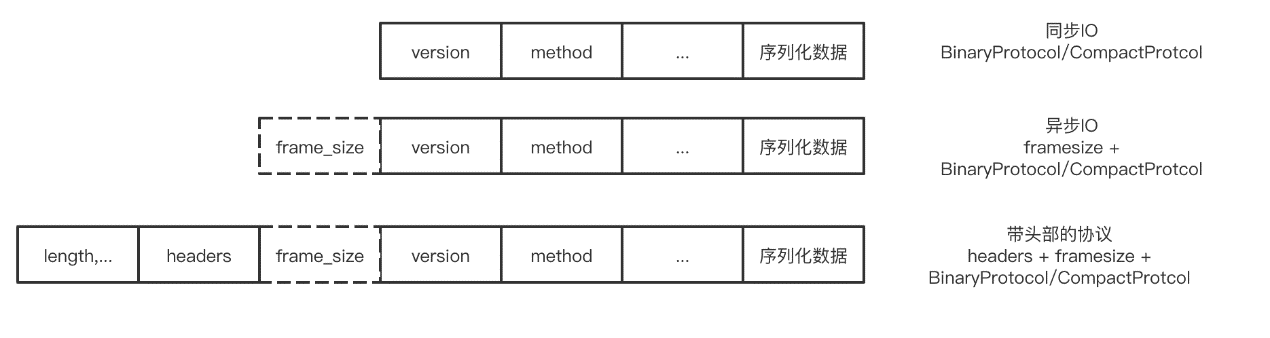 version method ... 序列化数据
同步IO
BinaryProtocol/CompactProtcol
frame_size version method ... 序列化数据
异步IO
framesize +
BinaryProtocol/CompactProtcol
length,... headers frame_size version method ... 序列化数据
带头部的协议
headers + framesize +
BinaryProtocol/CompactProtcol